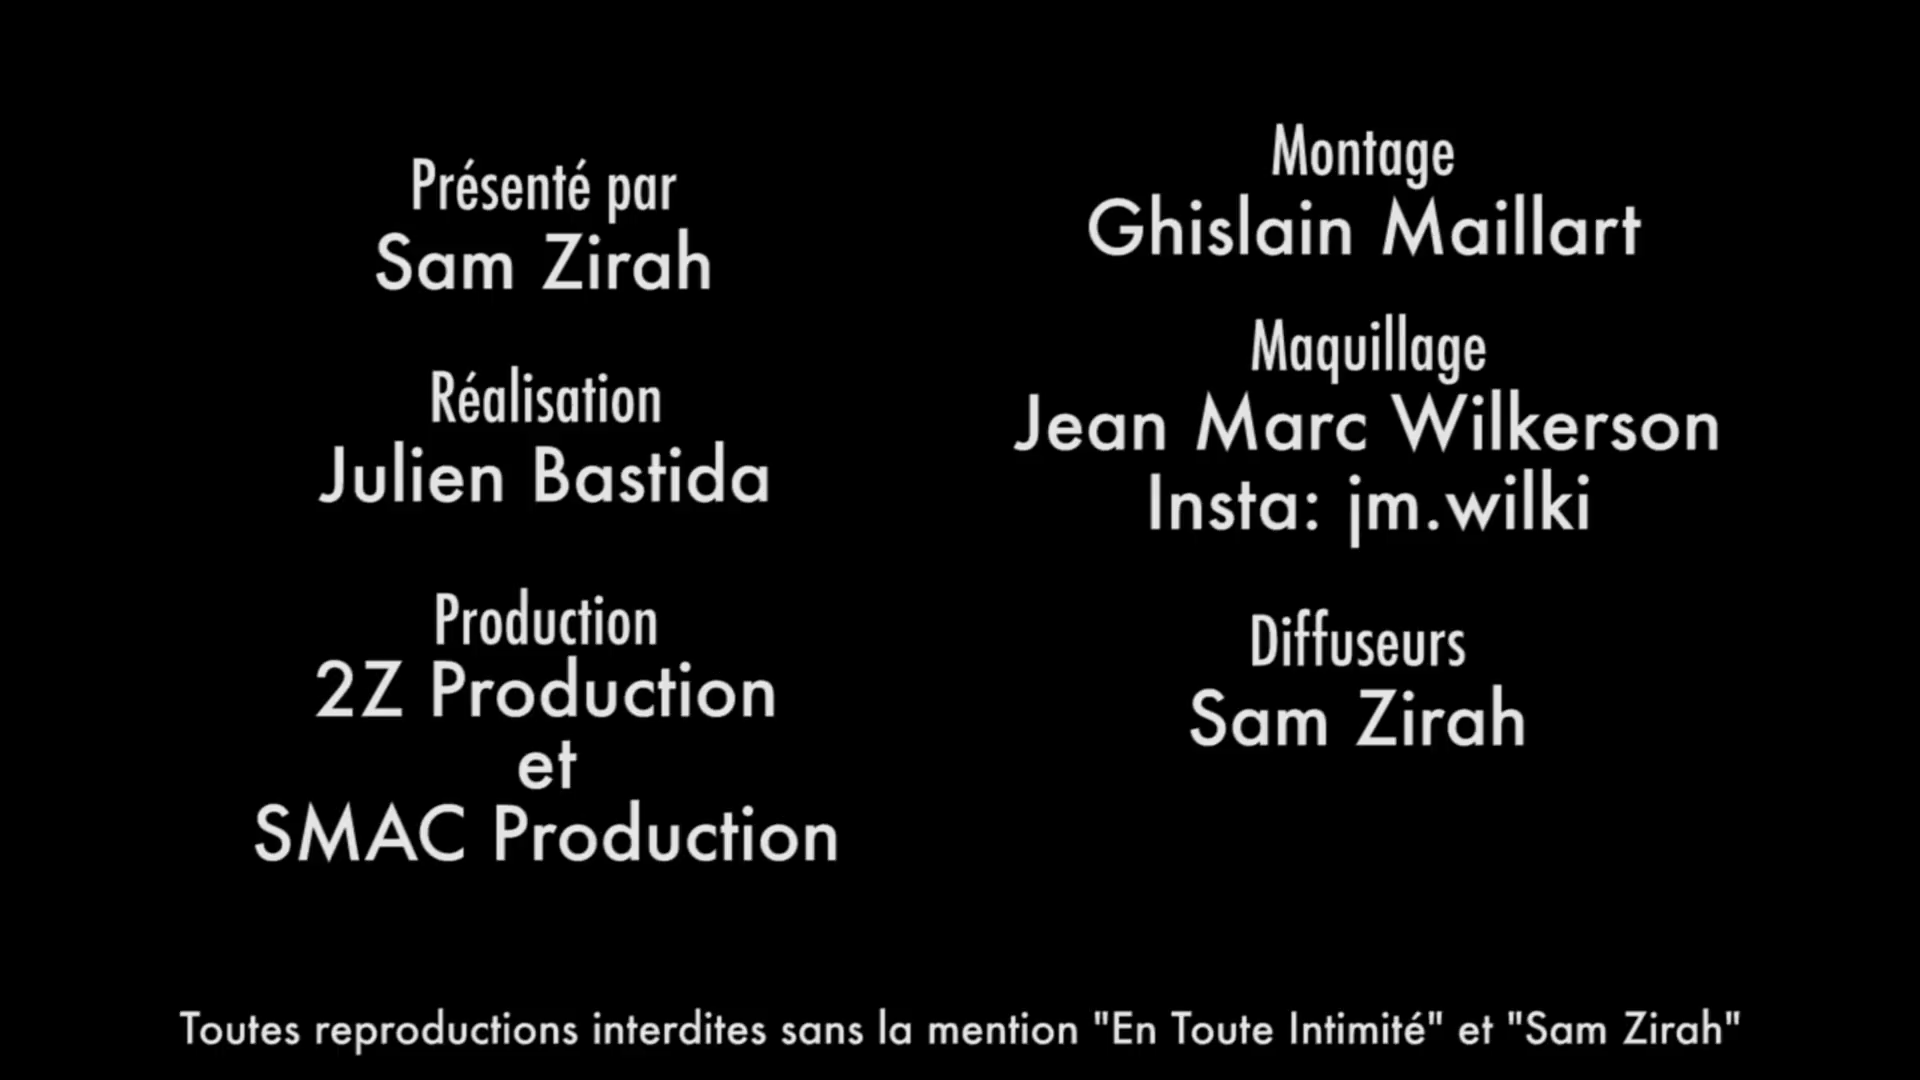 Présenté par
Sam Zirah
Réalisation
Julien Bastida
Production
2Z Production
et
SMAC Production
Montage
Ghislain Maillart
Maquillage
Jean Marc Wilkerson
Insta: jm.wilki
Diffuseurs
Sam Zirah
Toutes reproductions interdites sans la mention "En Toute Intimité" et "Sam Zirah"